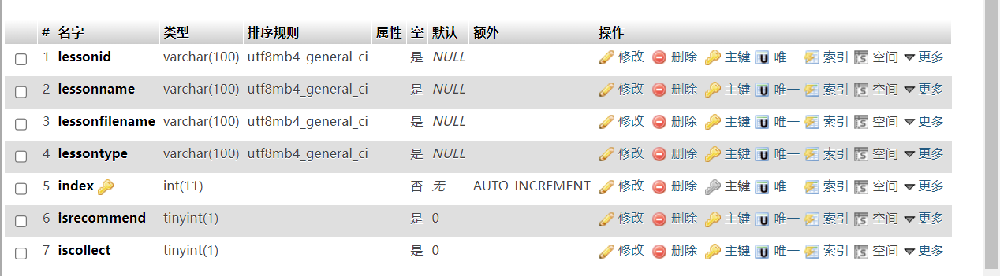 # 名字 类型 排序规则 属性 空 默认 额外 操作
1 lessonid varchar(100) utf8mb4_general_ci 是 NULL 修改 删除 主键 唯一 索引 空间 更多
2 lessonname varchar(100) utf8mb4_general_ci 是 NULL 修改 删除 主键 唯一 索引 空间 更多
3 lessonfilename varchar(100) utf8mb4_general_ci 是 NULL 修改 删除 主键 唯一 索引 空间 更多
4 lessontype varchar(100) utf8mb4_general_ci 是 NULL 修改 删除 主键 唯一 索引 空间 更多
5 index int(11) 否 无 AUTO_INCREMENT 修改 删除 主键 唯一 索引 空间 更多
6 isrecommend tinyint(1) 是 0 修改 删除 主键 唯一 索引 空间 更多
7 iscollect tinyint(1) 是 0 修改 删除 主键 唯一 索引 空间 更多